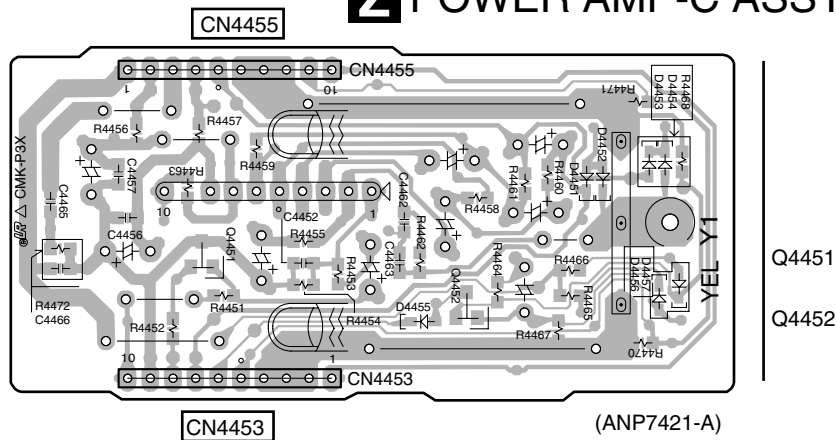 Z POWER AMP-C ASSY
CN4455
CN4455
1
10
R4471
R4468
D4454
D4453
R4456
R4457
R4459
D4452
D4451
C4457
R4463
R4460
R4461
CMK-P3X
C4465
10
1
C4452
C4462
R4458
C4456
Q4451
R4455
R4462
YEL Y1
Q4451
C4463
R4453
R4464
R4466
D4457
D4456
R4472
C4466
R4451
R4452
R4454
D4455
Q4452
R4465
R4467
Q4452
R4470
10
1
CN4453
CN4453
(ANP7421-A)